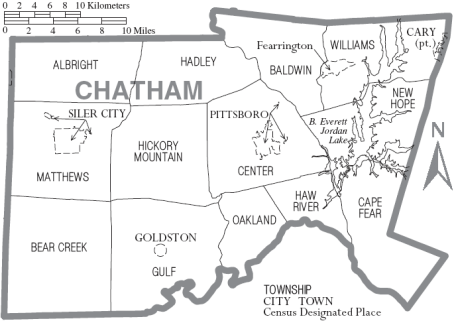 0 2 4 6 8 10 Kilometers
0 2 4 6 8 10 Miles
ALBRIGHT
HADLEY
Fearrington
WILLIAMS
CARY
(pt.)
BALDWIN
CHATHAM
NEW
HOPE
SILER CITY
PITTSBORO
B. Everett
Jordan
Lake
N
HICKORY
MOUNTAIN
MATTHEWS
CENTER
HAW
RIVER
CAPE
FEAR
OAKLAND
BEAR CREEK
GOLDSTON
GULF
TOWNSHIP
CITY TOWN
Census Designated Place